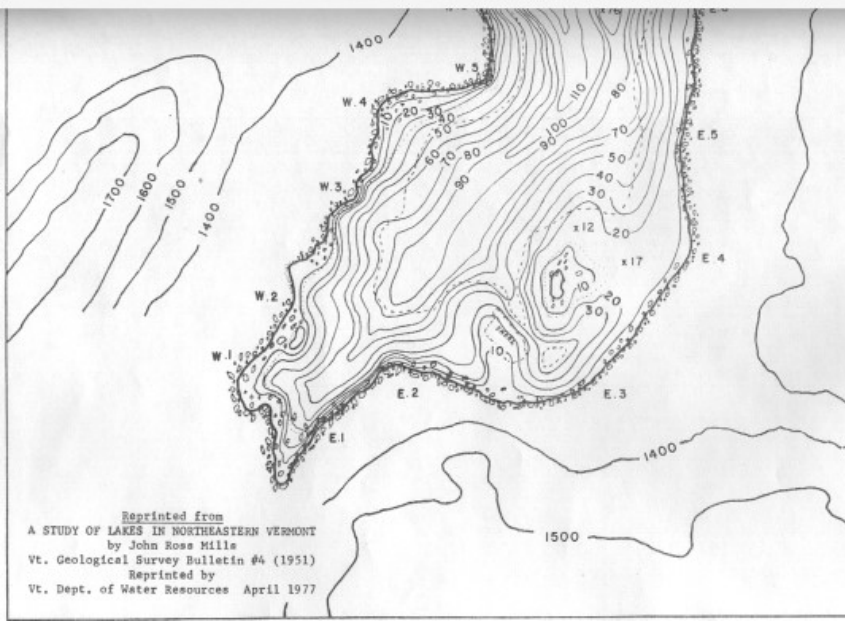 1400
W.5
W.4
10 20 30 40
50
60 70 80
90
110
100
90
80
70
50
40
30
20
E.5
W.3
1700
1600
1500
1400
x12
x17
E.4
10
20
30
W.2
W.1
10
E.2
E.3
E.1
1400
1500
Reprinted from
A STUDY OF LAKES IN NORTHEASTERN VERMONT
by John Ross Mills
Vt. Geological Survey Bulletin #4 (1951)
Reprinted by
Vt. Dept. of Water Resources April 1977